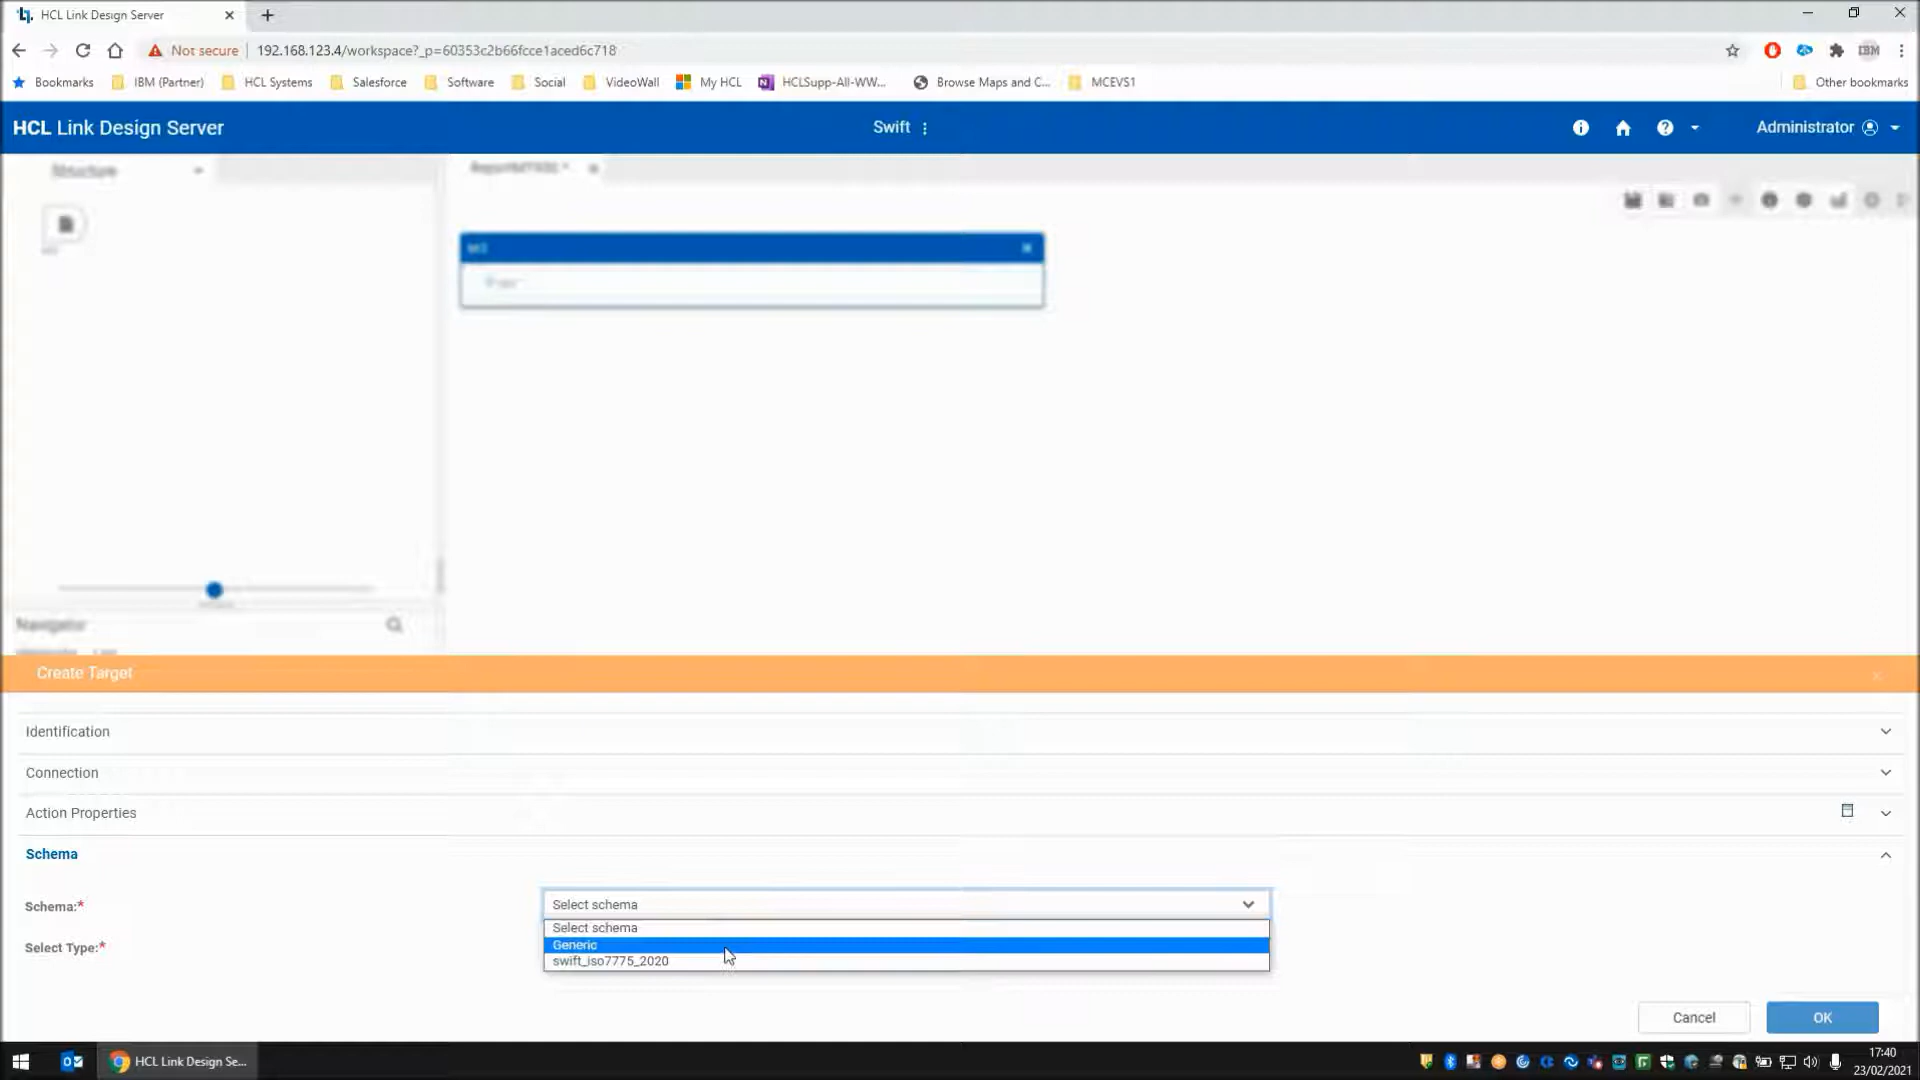 HCL Link Design Server
Not secure
192.168.123.4/workspace?_p=60353c2b66fcce1aced6c718
IBM
Bookmarks
IBM (Partner)
HCL Systems
Salesforce
Software
Social
VideoWall
My HCL
HCLSupp-All-WW...
Browse Maps and C...
MCEVS1
Other bookmarks
HCL Link Design Server
Swift
Administrator
Structure
Navigator
Create Target
Identification
Connection
Action Properties
Schema
Schema:*
Select schema
Select schema
Generic
Select Type:*
swift_iso7775_2020
Cancel
OK
HCL Link Design Se...
17:40
23/02/2021